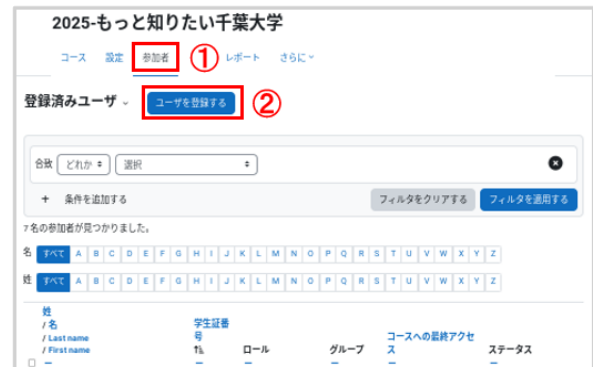 2025-もっと知りたい千葉大学
コース 設定 参加者 ① レポート さらに
登録済みユーザ ユーザを登録する ②
合致 どれか 選択
+ 条件を追加する フィルタをクリアする フィルタを適用する
7 名の参加者が見つかりました。
名 すべて A B C D E F G H I J K L M N O P Q R S T U V W X Y Z
姓 すべて A B C D E F G H I J K L M N O P Q R S T U V W X Y Z
姓
/ 名 学生証番
/ Last name 号 コースへの最終アクセ
/ First name ロール グループ ス ステータス